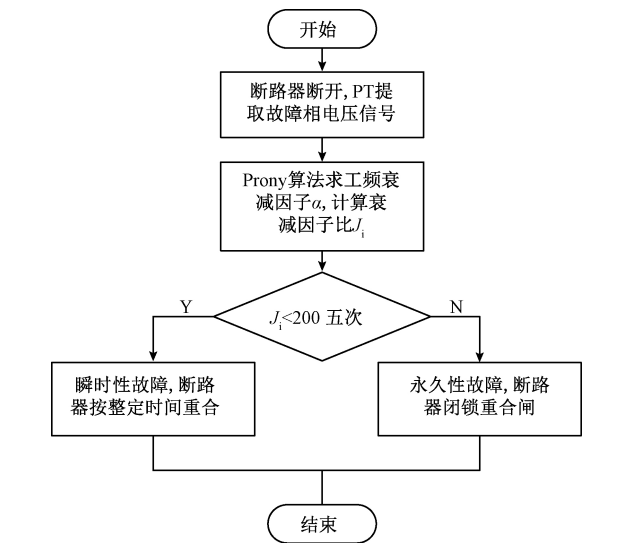 开始
断路器断开, PT提
取故障相电压信号
Prony算法求工频衰
减因子α, 计算衰
减因子比Ji
Ji<200 五次
Y
N
瞬时性故障, 断路
器按整定时间重合
永久性故障, 断路
器闭锁重合闸
结束